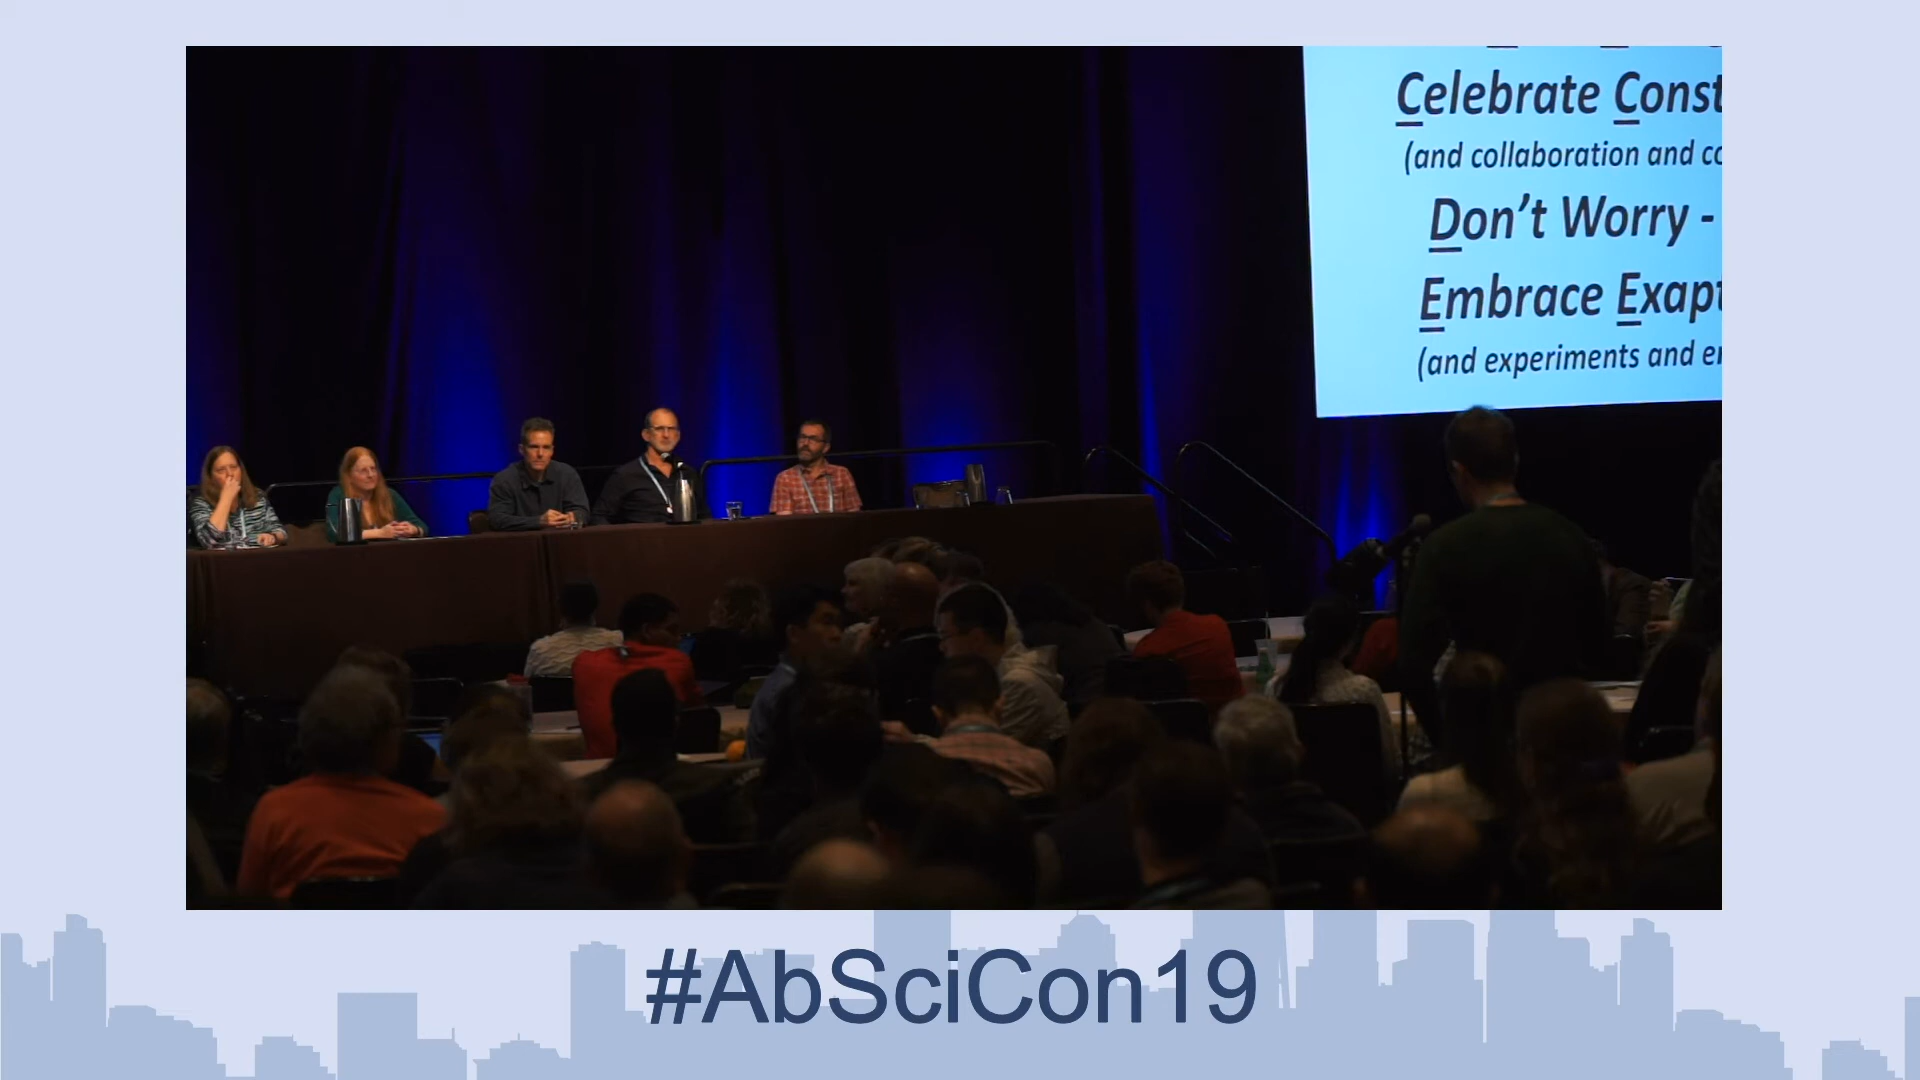 Celebrate Const
(and collaboration and co
Don't Worry -
Embrace Exapt
(and experiments and e
#AbSciCon19